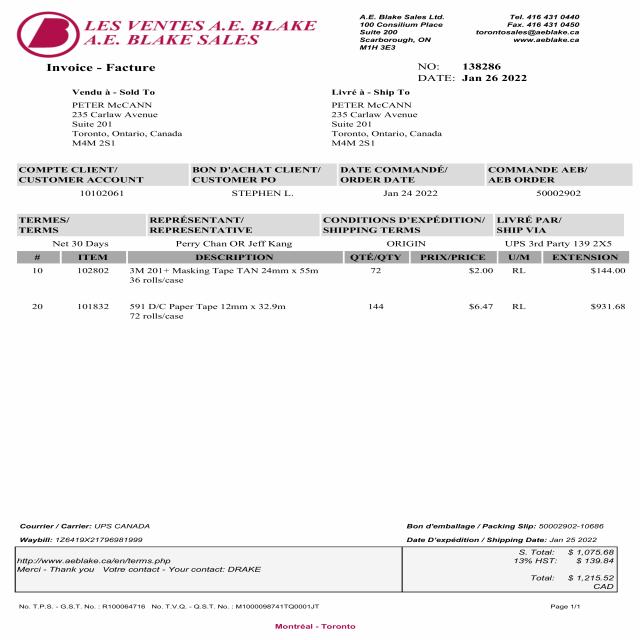 LES VENTES A.E. BLAKE
A.E. BLAKE SALES
A.E. Blake Sales Ltd.
100 Consilium Place
Suite 200
Scarborough, ON
M1H 3E3
Tel. 416 431 0440
Fax. 416 431 0450
torontosales@aeblake.ca
www.aeblake.ca
Invoice - Facture
NO: 138286
DATE: Jan 26 2022
Vendu à - Sold To
PETER McCANN
235 Carlaw Avenue
Suite 201
Toronto, Ontario, Canada
M4M 2S1
Livré à - Ship To
PETER McCANN
235 Carlaw Avenue
Suite 201
Toronto, Ontario, Canada
M4M 2S1
COMPTE CLIENT/ BON D'ACHAT CLIENT/ DATE COMMANDÉ/ COMMANDE AEB/
CUSTOMER ACCOUNT CUSTOMER PO ORDER DATE AEB ORDER
10102061 STEPHEN L. Jan 24 2022 50002902
TERMES/ REPRÉSENTANT/ CONDITIONS D'EXPÉDITION/ LIVRÉ PAR/
TERMS REPRESENTATIVE SHIPPING TERMS SHIP VIA
Net 30 Days Perry Chan OR Jeff Kang ORIGIN UPS 3rd Party 139 2X5
# ITEM DESCRIPTION QTÉ/QTY PRIX/PRICE U/M EXTENSION
10 102802 3M 201+ Masking Tape TAN 24mm x 55m 72 $2.00 RL $144.00
36 rolls/case
20 101832 591 D/C Paper Tape 12mm x 32.9m 144 $6.47 RL $931.68
72 rolls/case
Courrier / Carrier: UPS CANADA
Bon d'emballage / Packing Slip: 50002902-10686
Waybill: 1Z6419X21796981999
Date D'expédition / Shipping Date: Jan 25 2022
http://www.aeblake.ca/en/terms.php
Merci - Thank you Votre contact - Your contact: DRAKE
S. Total: $ 1,075.68
13% HST: $ 139.84
Total: $ 1,215.52
CAD
No. T.P.S. - G.S.T. No. : R100064716 No. T.V.Q. - Q.S.T. No. : M1000098741TQ0001JT
Page 1/1
Montréal - Toronto